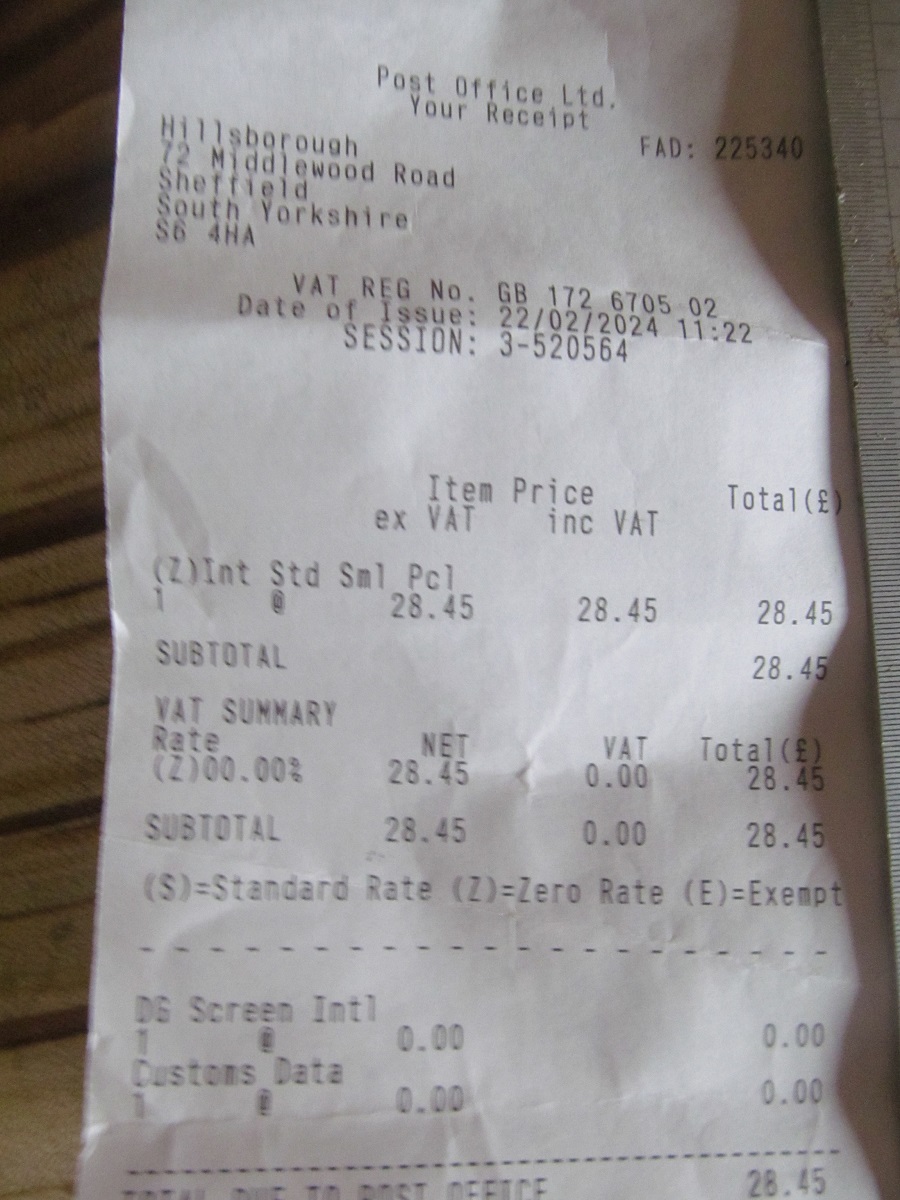 Post Office Ltd.
Your Receipt
Hillsborough
FAD: 225340
72 Middlewood Road
Sheffield
South Yorkshire
S6 4HA
VAT REG No. GB 172 6705 02
Date of Issue: 22/02/2024 11:22
SESSION: 3-520564
Item Price Total(£)
ex VAT inc VAT
(Z)Int Std Sml Pcl
1 @ 28.45 28.45 28.45
SUBTOTAL 28.45
VAT SUMMARY
Rate NET VAT Total(£)
(Z)00.00% 28.45 0.00 28.45
SUBTOTAL 28.45 0.00 28.45
(S)=Standard Rate (Z)=Zero Rate (E)=Exempt
DG Screen Intl
1 @ 0.00 0.00
Customs Data
1 @ 0.00 0.00
TOTAL DUE TO POST OFFICE 28.45